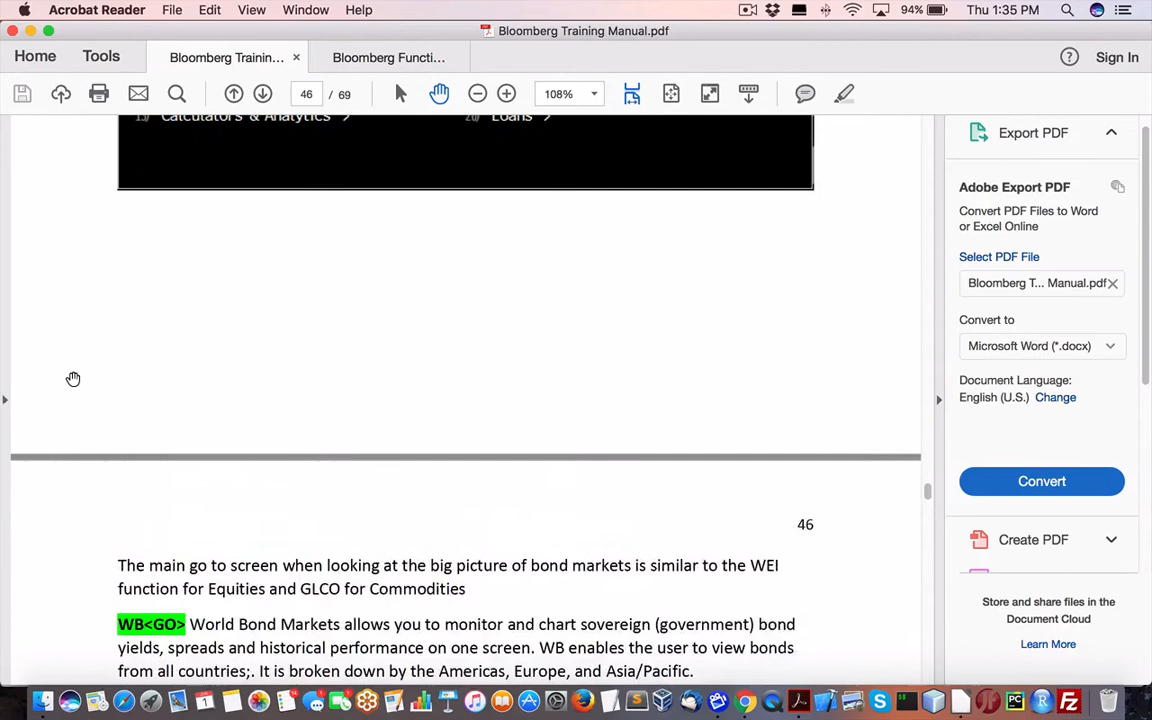 Acrobat Reader File Edit View Window Help 94% Thu 1:35 PM
Bloomberg Training Manual.pdf
Home Tools Bloomberg Trainin... × Bloomberg Functi... Sign In
46 / 69 108%
15) Calculators & Analytics > 20) Loans >
46
The main go to screen when looking at the big picture of bond markets is similar to the WEI
function for Equities and GLCO for Commodities
WB<GO> World Bond Markets allows you to monitor and chart sovereign (government) bond
yields, spreads and historical performance on one screen. WB enables the user to view bonds
from all countries;. It is broken down by the Americas, Europe, and Asia/Pacific.
Export PDF
Adobe Export PDF
Convert PDF Files to Word
or Excel Online
Select PDF File
Bloomberg T... Manual.pdf
Convert to
Microsoft Word (*.docx)
Document Language:
English (U.S.) Change
Convert
Create PDF
Store and share files in the
Document Cloud
Learn More